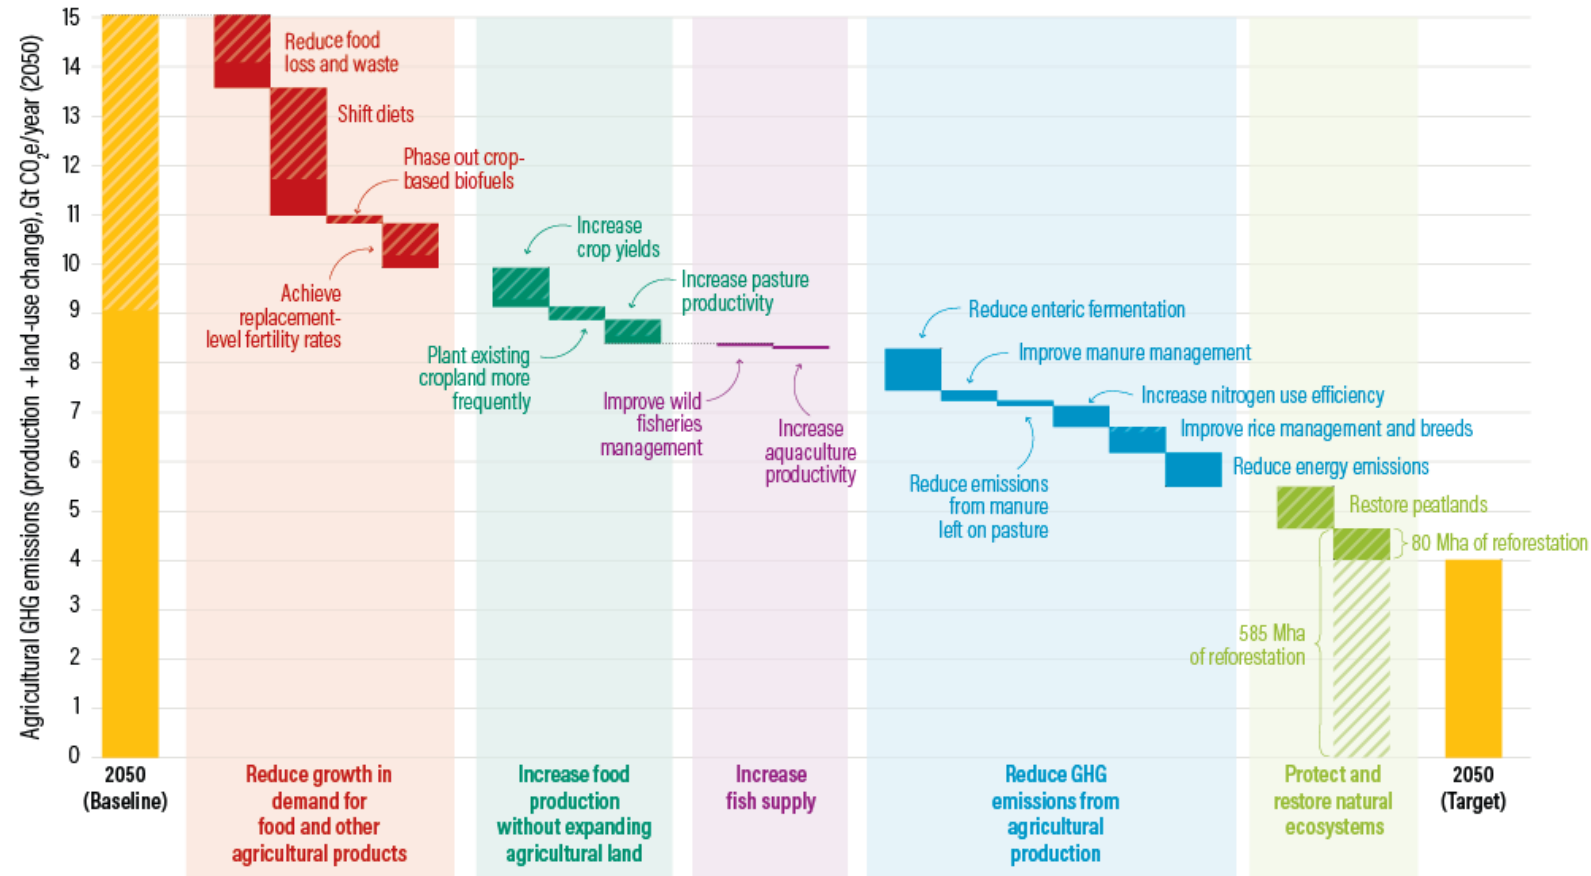 Agricultural GHG emissions (production + land-use change), Gt CO₂e/year (2050)
15
14
13
12
11
10
9
8
7
6
5
4
3
2
1
0
Reduce food
loss and waste
Shift diets
Phase out crop-
based biofuels
Achieve
replacement-
level fertility rates
Increase
crop yields
Increase pasture
productivity
Plant existing
cropland more
frequently
Improve wild
fisheries
management
Increase
aquaculture
productivity
Reduce enteric fermentation
Improve manure management
Increase nitrogen use efficiency
Improve rice management and breeds
Reduce energy emissions
Reduce emissions
from manure
left on pasture
Restore peatlands
80 Mha of reforestation
585 Mha
of reforestation
2050
(Baseline)
Reduce growth in
demand for
food and other
agricultural products
Increase food
production
without expanding
agricultural land
Increase
fish supply
Reduce GHG
emissions from
agricultural
production
Protect and
restore natural
ecosystems
2050
(Target)